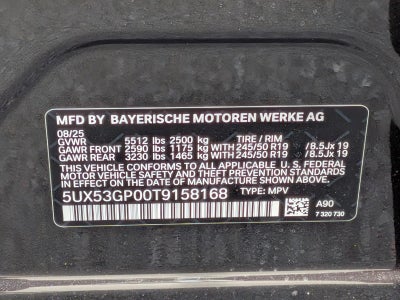 MFD BY BAYERISCHE MOTOREN WERKE AG
08/25 TIRE / RIM
GVWR 5512 lbs 2500 kg
GAWR FRONT 2590 lbs 1175 kg WITH 245/50 R19 / 8.5Jx 19
GAWR REAR 3230 lbs 1465 kg WITH 245/50 R19 / 8.5Jx 19
THIS VEHICLE CONFORMS TO ALL APPLICABLE U.S. FEDERAL
MOTOR VEHICLE SAFETY AND THEFT PREVENTION STANDARDS
IN EFFECT ON THE DATE OF MANUFACTURE SHOWN ABOVE.
5UX53GP00T9158168 TYPE: MPV
A90
7 320 730